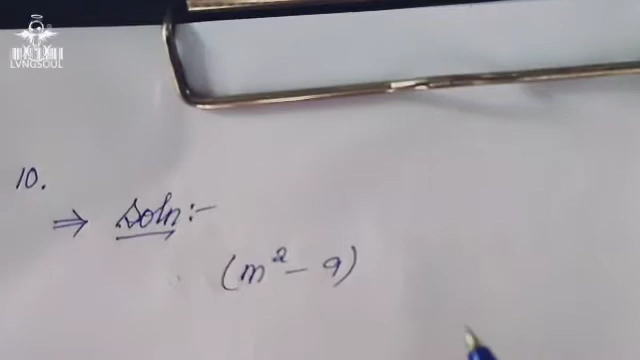 LVNGSOUL
10.
⇒ Soln:-
(m² - 9)